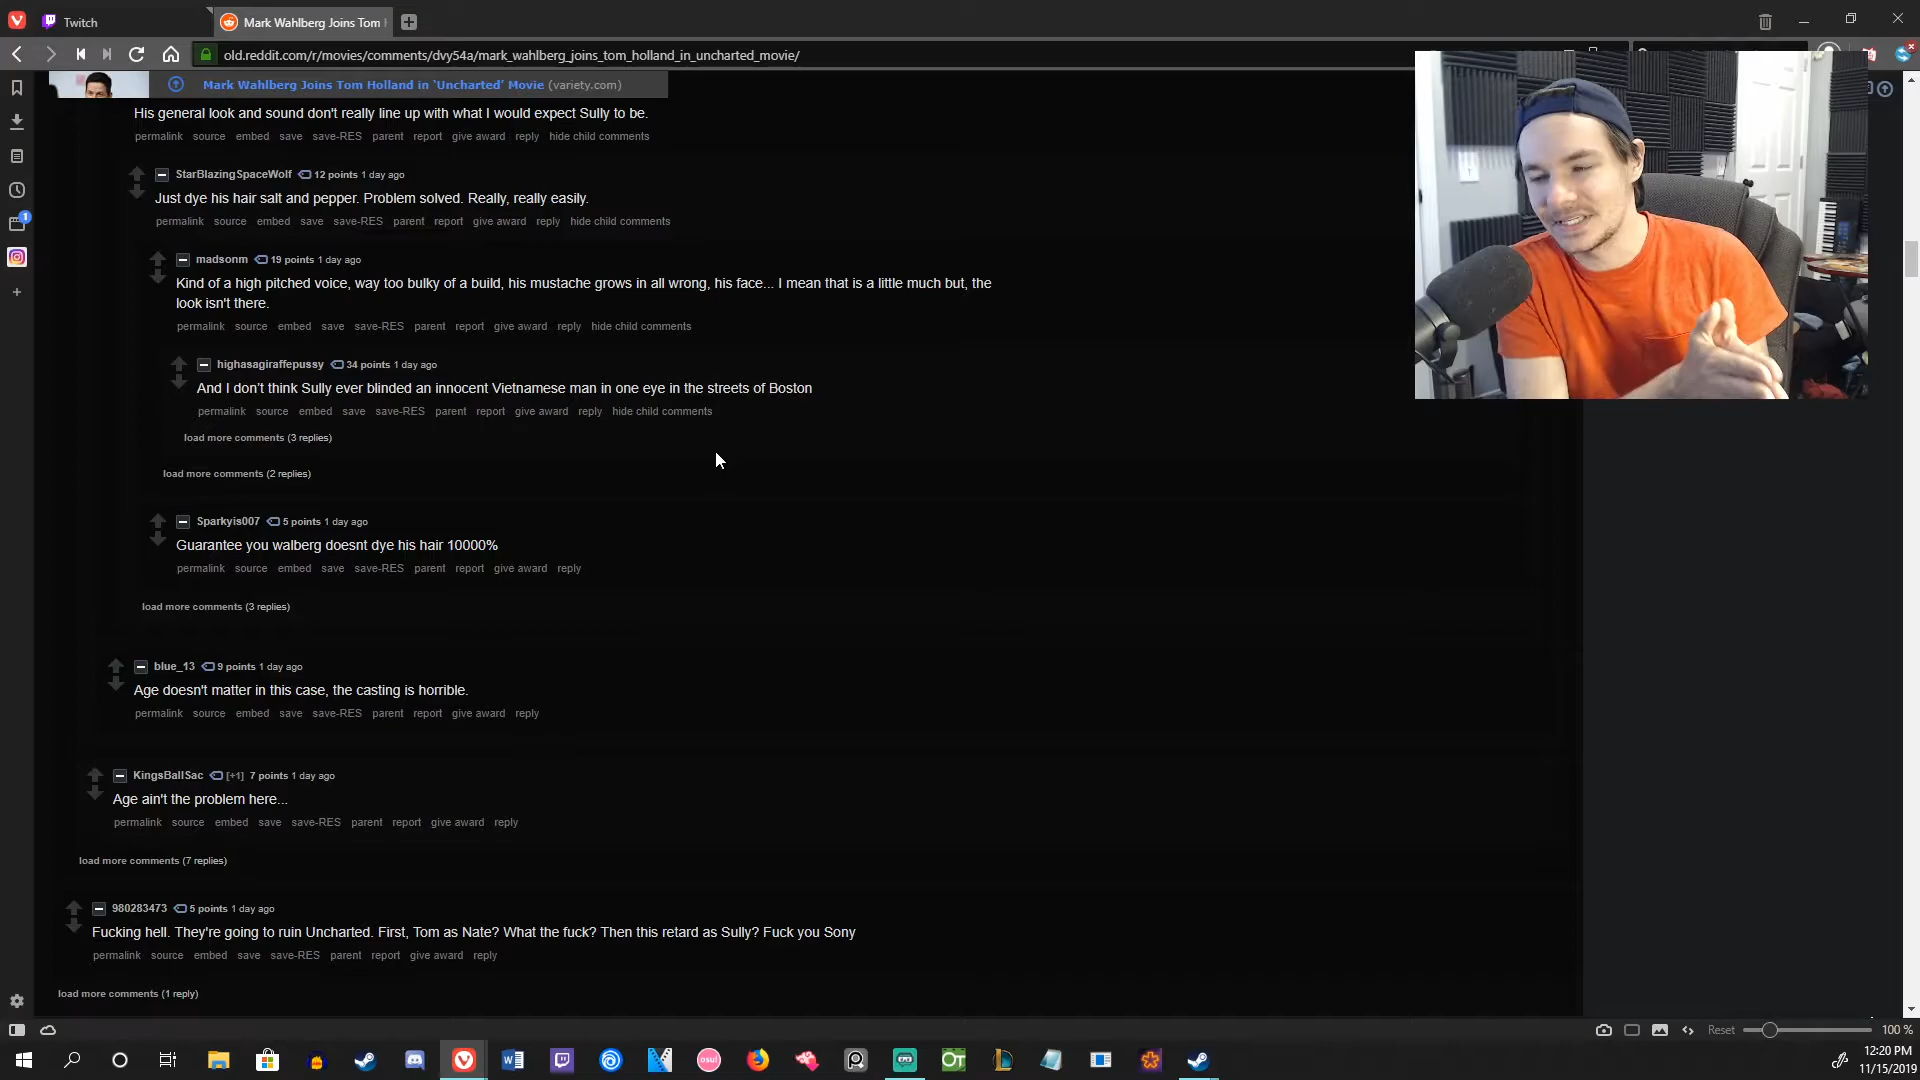 Twitch
Mark Wahlberg Joins Tom
old.reddit.com/r/movies/comments/dvy54a/mark_wahlberg_joins_tom_holland_in_uncharted_movie/
Mark Wahlberg Joins Tom Holland in 'Uncharted' Movie (variety.com)
His general look and sound don't really line up with what I would expect Sully to be.
permalink source embed save save-RES parent report give award reply hide child comments
StarBlazingSpaceWolf 12 points 1 day ago
Just dye his hair salt and pepper. Problem solved. Really, really easily.
permalink source embed save save-RES parent report give award reply hide child comments
madsonm 19 points 1 day ago
Kind of a high pitched voice, way too bulky of a build, his mustache grows in all wrong, his face... I mean that is a little much but, the
look isn't there.
permalink source embed save save-RES parent report give award reply hide child comments
highasagiraffepussy 34 points 1 day ago
And I don't think Sully ever blinded an innocent Vietnamese man in one eye in the streets of Boston
permalink source embed save save-RES parent report give award reply hide child comments
load more comments (3 replies)
load more comments (2 replies)
Sparkyis007 5 points 1 day ago
Guarantee you walberg doesnt dye his hair 10000%
permalink source embed save save-RES parent report give award reply
load more comments (3 replies)
blue_13 9 points 1 day ago
Age doesn't matter in this case, the casting is horrible.
permalink source embed save save-RES parent report give award reply
KingsBallSac [+1] 7 points 1 day ago
Age ain't the problem here...
permalink source embed save save-RES parent report give award reply
load more comments (7 replies)
980283473 5 points 1 day ago
Fucking hell. They're going to ruin Uncharted. First, Tom as Nate? What the fuck? Then this retard as Sully? Fuck you Sony
permalink source embed save save-RES parent report give award reply
load more comments (1 reply)
Reset 100 %
osu!
OT
12:20 PM
11/15/2019